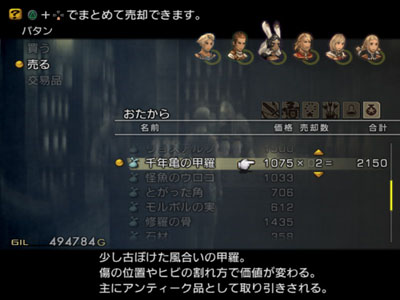 +でまとめて売却できます。
バタン
買う
売る
交易品
おたから
名前 価格 売却数 合計
千年亀の甲羅 1075×02= 2150
怪魚のウロコ 1033
とがった角 706
モルボルの実 612
修羅の骨 1435
石材 358
GIL 494784G
少し古ぼけた風合いの甲羅。
傷の位置やヒビの割れ方で価値が変わる。
主にアンティーク品として取り引きされる。